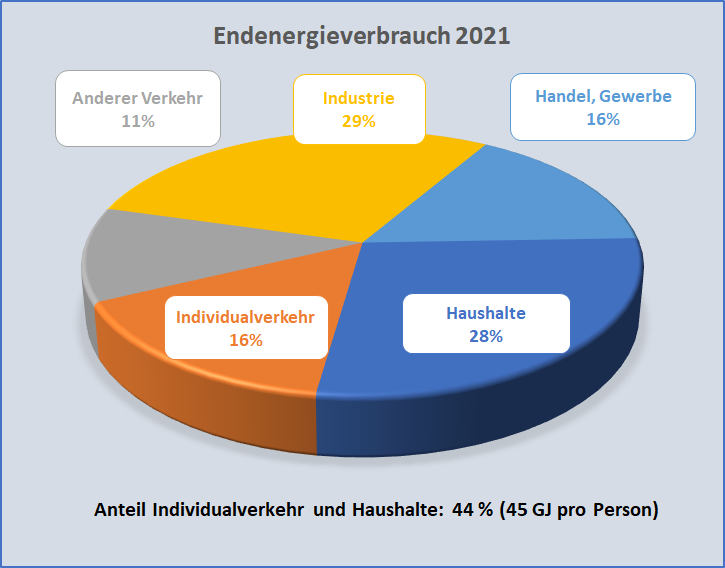 Endenergieverbrauch 2021
Anderer Verkehr
11%
Industrie
29%
Handel, Gewerbe
16%
Individualverkehr
16%
Haushalte
28%
Anteil Individualverkehr und Haushalte: 44 % (45 GJ pro Person)